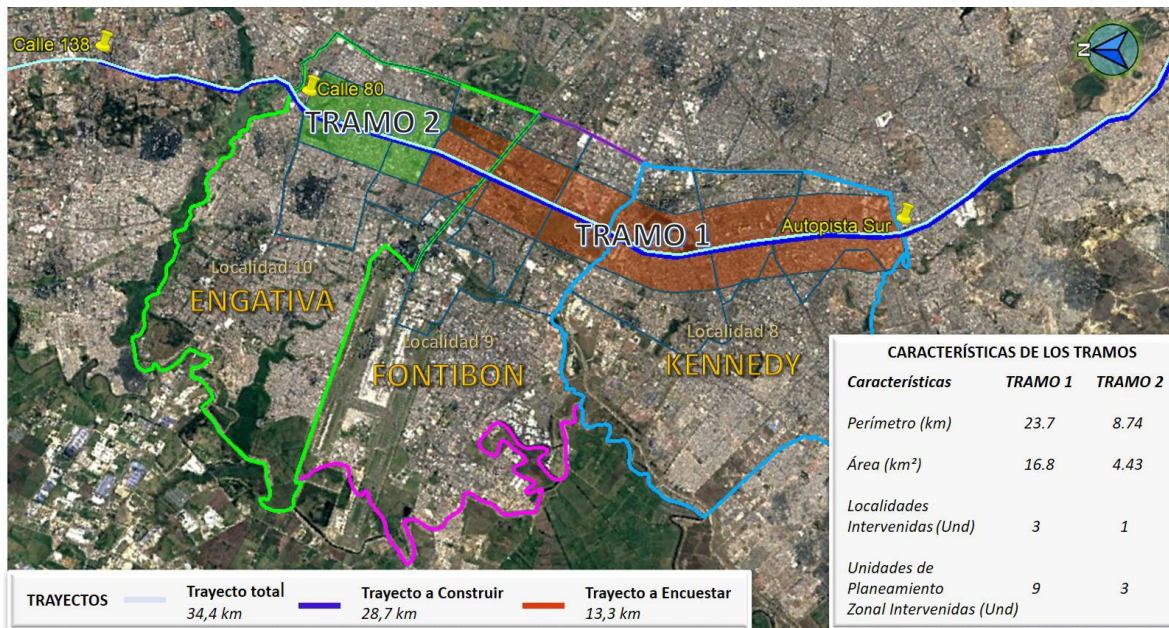 Calle 138
N
Calle 80
TRAMO 2
TRAMO 1
Autopista Sur
Localidad 10
ENGATIVA
Localidad 9
FONTIBON
Localidad 8
KENNEDY
CARACTERÍSTICAS DE LOS TRAMOS
Características TRAMO 1 TRAMO 2
Perímetro (km) 23.7 8.74
Área (km²) 16.8 4.43
Localidades
Intervenidas (Und) 3 1
Unidades de
Planeamiento 9 3
Zonal Intervenidas (Und)
TRAYECTOS
Trayecto total
34,4 km
Trayecto a Construir
28,7 km
Trayecto a Encuestar
13,3 km